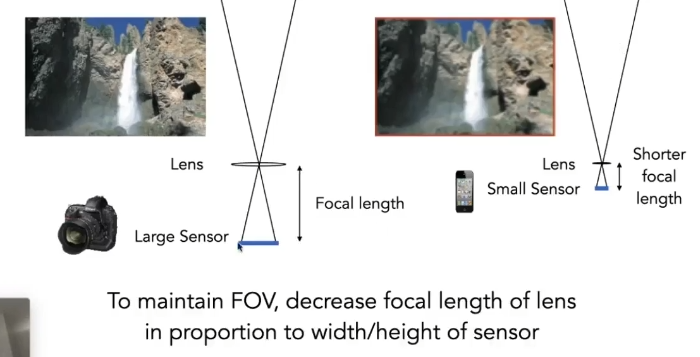 Lens
Focal length
Large Sensor
Lens
Small Sensor
Shorter
focal
length
To maintain FOV, decrease focal length of lens
in proportion to width/height of sensor